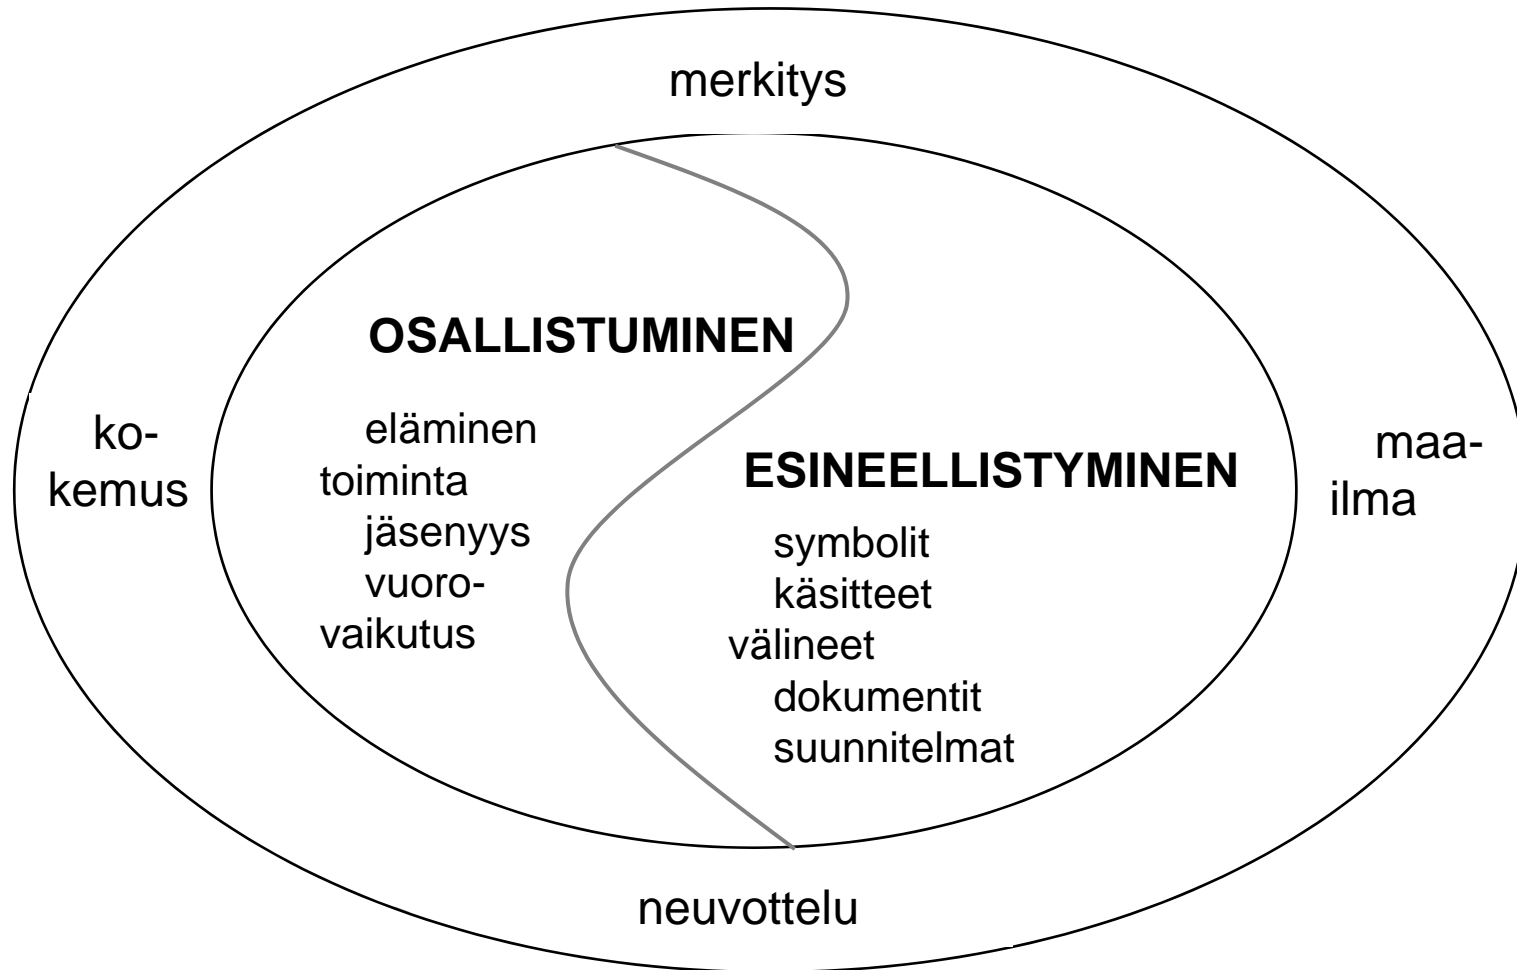 merkitys
ko-
kemus
OSALLISTUMINEN
eläminen
toiminta
jäsenyys
vuoro-
vaikutus
ESINEELLISTYMINEN
symbolit
käsitteet
välineet
dokumentit
suunnitelmat
maa-
ilma
neuvottelu